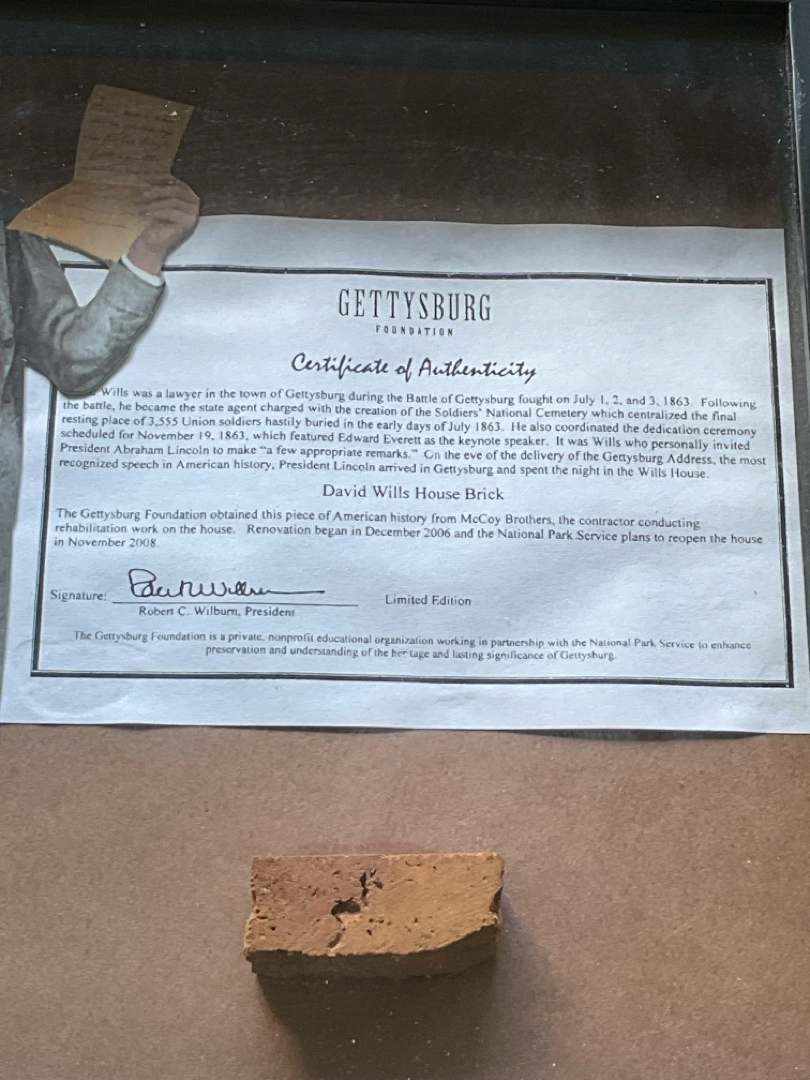 GETTYSBURG
FOUNDATION
Certificate of Authenticity
Wills was a lawyer in the town of Gettysburg during the Battle of Gettysburg fought on July 1, 2, and 3, 1863. Following
the battle, he became the state agent charged with the creation of the Soldiers' National Cemetery which centralized the final
resting place of 3,555 Union soldiers hastily buried in the early days of July 1863. He also coordinated the dedication ceremony
scheduled for November 19, 1863, which featured Edward Everett as the keynote speaker. It was Wills who personally invited
President Abraham Lincoln to make "a few appropriate remarks." On the eve of the delivery of the Gettysburg Address, the most
recognized speech in American history, President Lincoln arrived in Gettysburg and spent the night in the Wills House.
David Wills House Brick
The Gettysburg Foundation obtained this piece of American history from McCoy Brothers, the contractor conducting
rehabilitation work on the house. Renovation began in December 2006 and the National Park Service plans to reopen the house
in November 2008.
Signature:
Robert C. Wilburn, President
Limited Edition
The Gettysburg Foundation is a private, nonprofit educational organization working in partnership with the National Park Service to enhance
preservation and understanding of the heritage and lasting significance of Gettysburg.